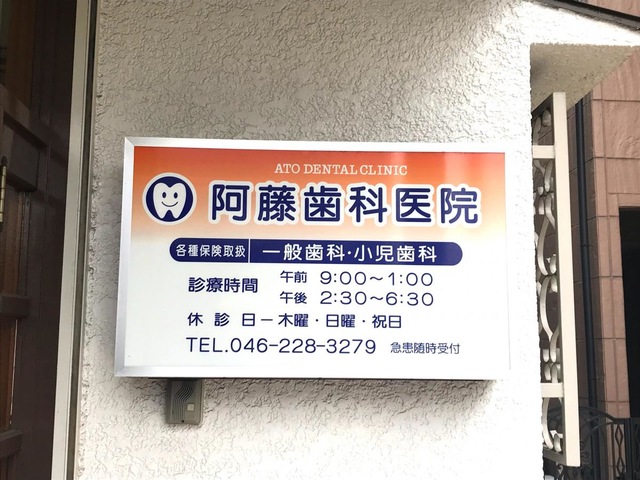 ATO DENTAL CLINIC
阿藤歯科医院
各種保険取扱 一般歯科・小児歯科
診療時間 午前 9:00〜1:00
午後 2:30〜6:30
休診日－木曜・日曜・祝日
TEL.046-228-3279 急患随時受付